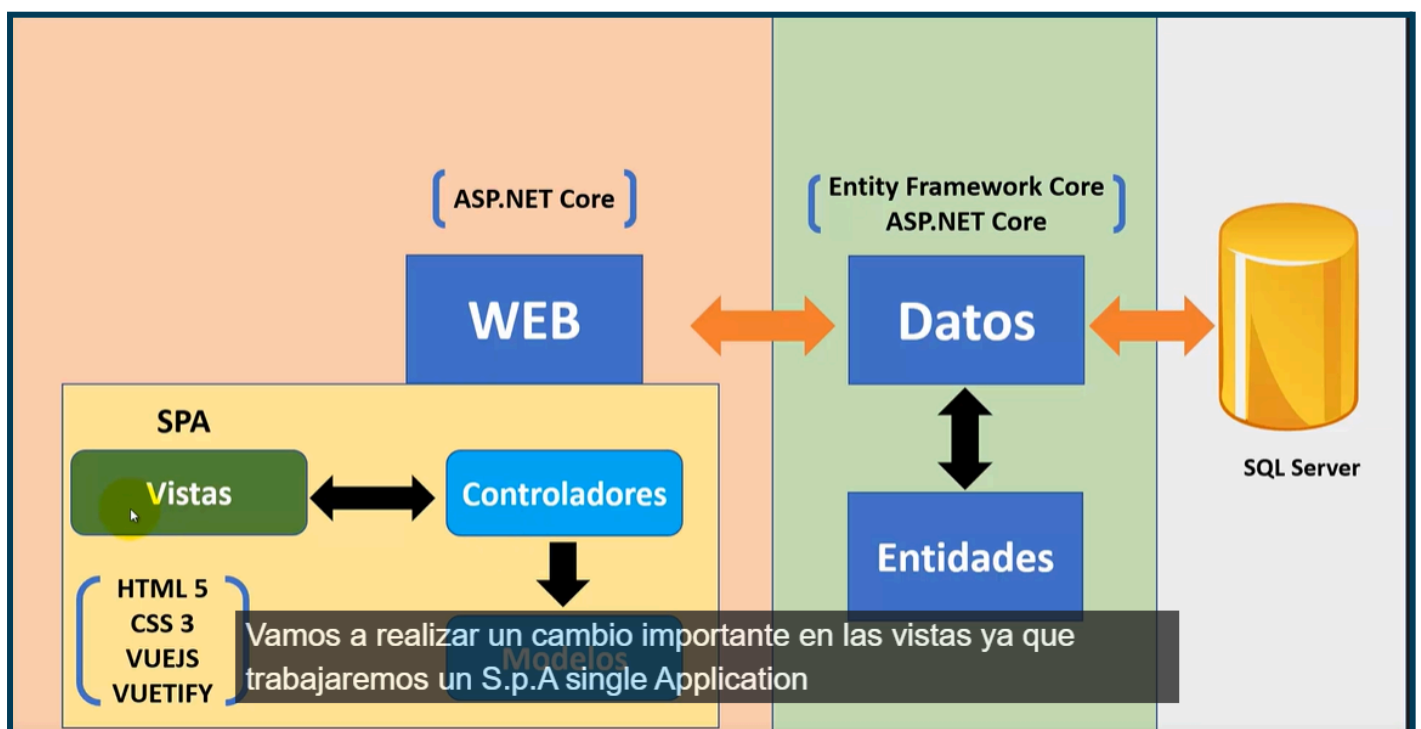 ASP.NET Core
Entity Framework Core
ASP.NET Core
WEB
Datos
SQL Server
SPA
Vistas
Controladores
Entidades
HTML 5
CSS 3
VUEJS
VUETIFY
Modelos
Vamos a realizar un cambio importante en las vistas ya que
trabajaremos un S.p.A single Application